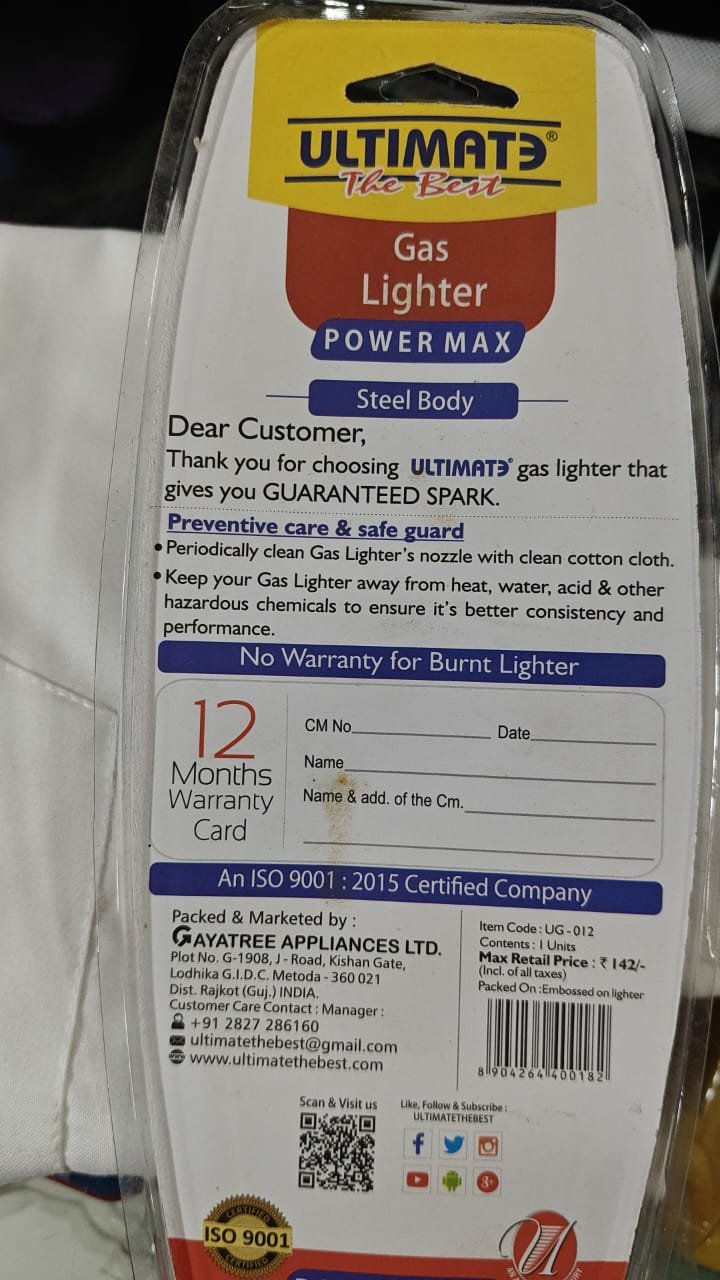 ULTIMATE®
The Best
Gas
Lighter
POWER MAX
Steel Body
Dear Customer,
Thank you for choosing ULTIMATE® gas lighter that
gives you GUARANTEED SPARK.
Preventive care & safe guard
• Periodically clean Gas Lighter's nozzle with clean cotton cloth.
• Keep your Gas Lighter away from heat, water, acid & other
hazardous chemicals to ensure it's better consistency and
performance.
No Warranty for Burnt Lighter
12
Months
Warranty
Card
CM No
Date
Name
Name & add. of the Cm.
An ISO 9001 : 2015 Certified Company
Packed & Marketed by :
GAYATREE APPLIANCES LTD.
Plot No. G-1908, J - Road, Kishan Gate,
Lodhika G.I.D.C. Metoda - 360 021
Dist. Rajkot (Guj.) INDIA.
Customer Care Contact : Manager :
+91 2827 286160
ultimatethebest@gmail.com
www.ultimatethebest.com
Item Code : UG - 012
Contents : 1 Units
Max Retail Price : ₹ 142/-
(Incl. of all taxes)
Packed On :Embossed on lighter
8 904264 400182
Scan & Visit us
Like, Follow & Subscribe :
ULTIMATETHEBEST
CERTIFIED
ISO 9001
CERTIFIED